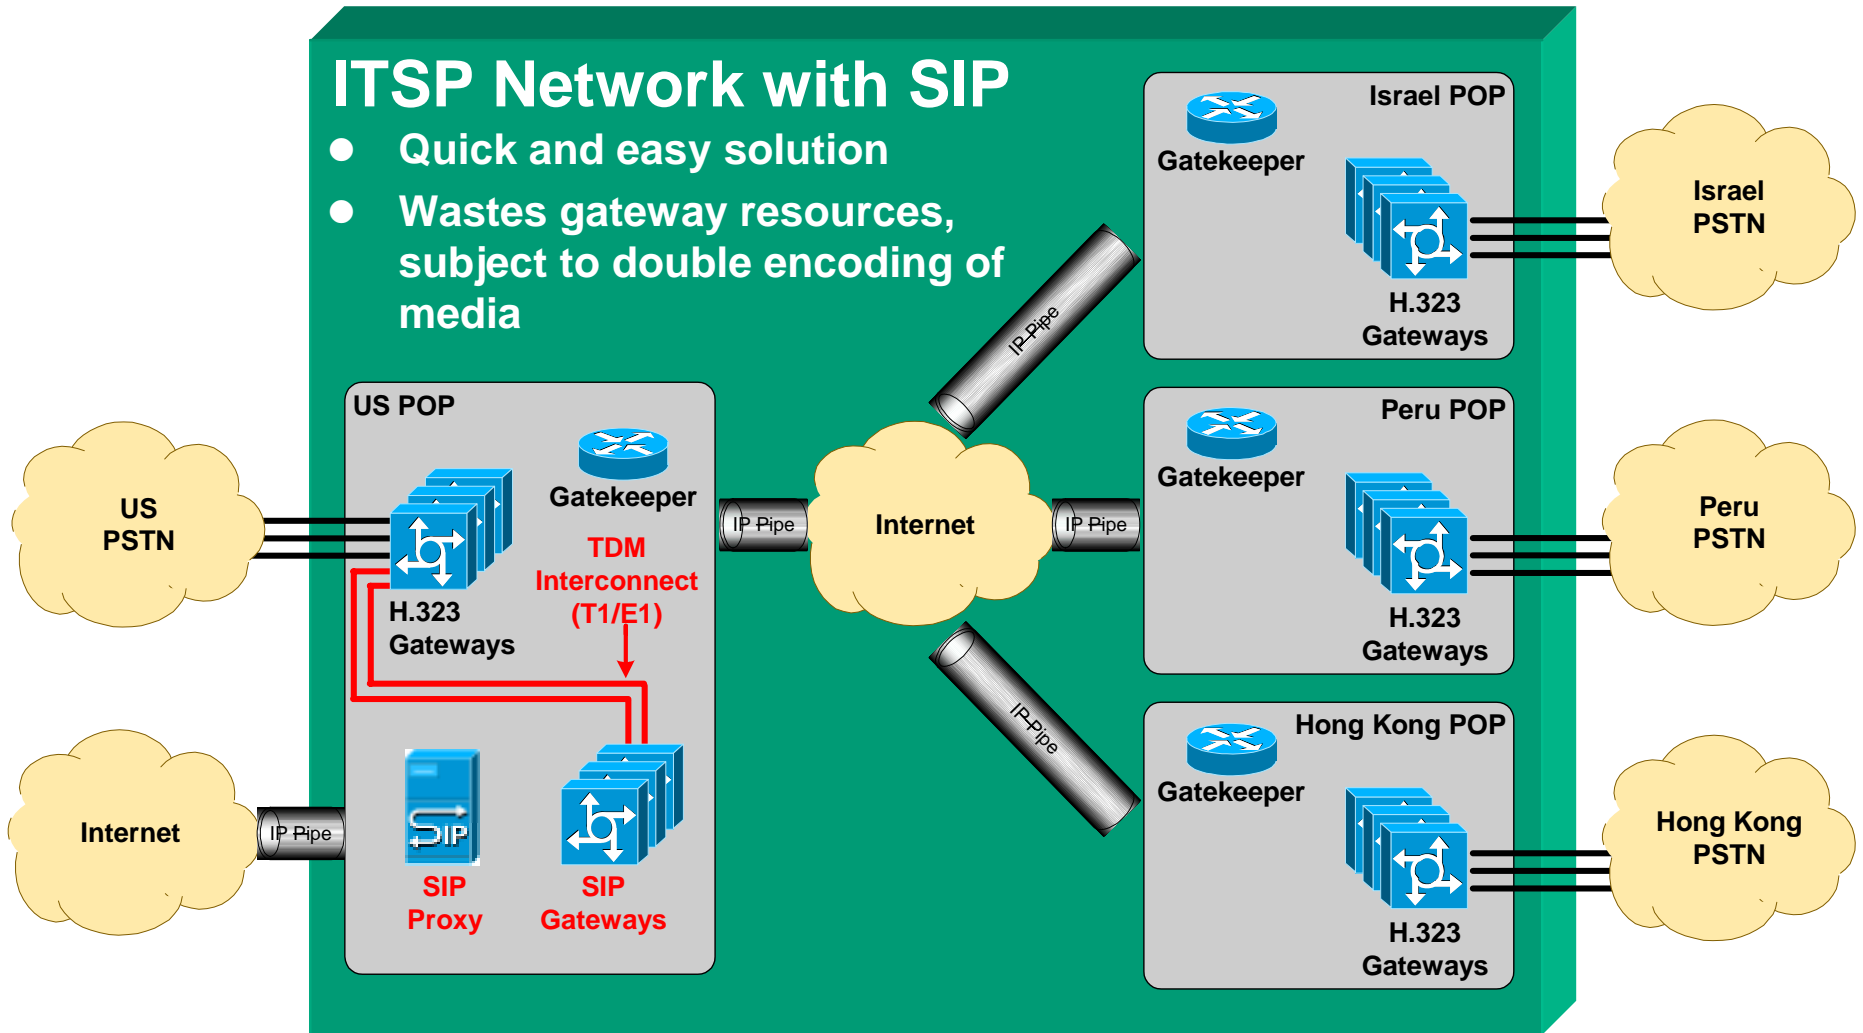 ITSP Network with SIP
Quick and easy solution
Wastes gateway resources,
subject to double encoding of
media
Israel POP
Gatekeeper
H.323
Gateways
Israel
PSTN
IP Pipe
US POP
Gatekeeper
TDM
Interconnect
(T1/E1)
H.323
Gateways
US
PSTN
IP Pipe
Internet
IP Pipe
Peru POP
Gatekeeper
H.323
Gateways
Peru
PSTN
IP Pipe
Internet
IP Pipe
SIP
SIP
Proxy
SIP
Gateways
Hong Kong POP
Gatekeeper
H.323
Gateways
Hong Kong
PSTN